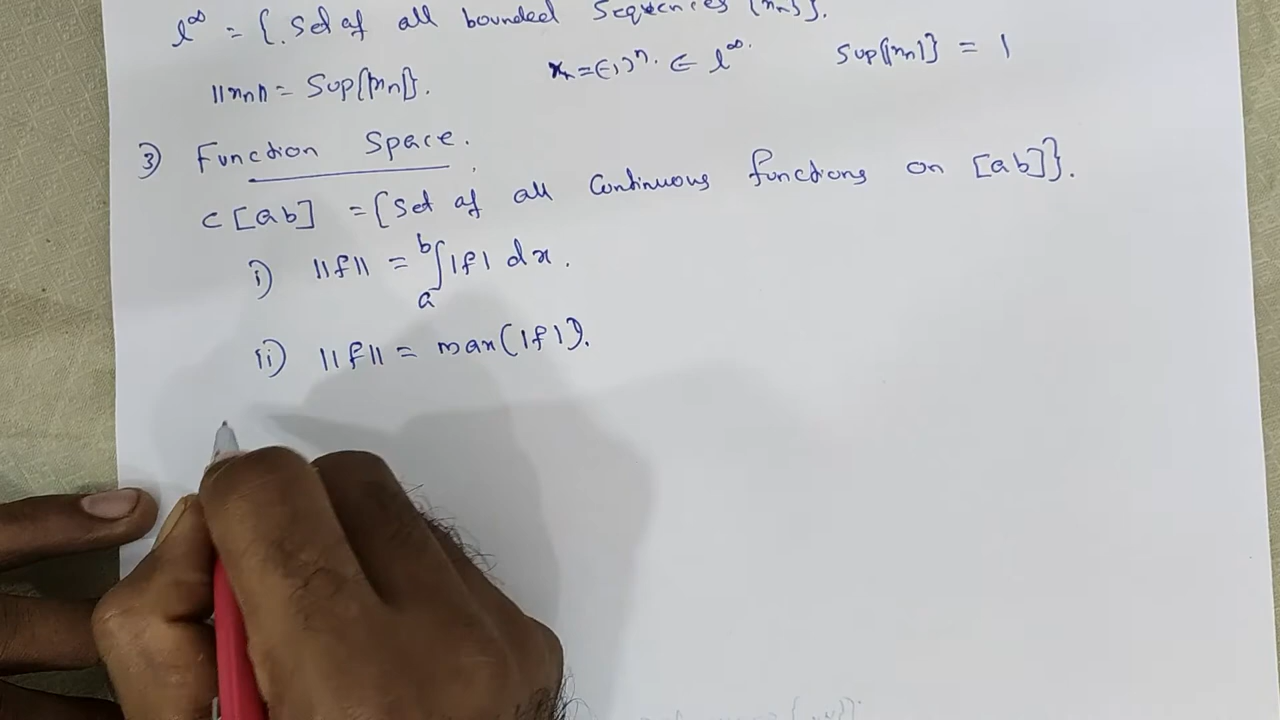 l^∞ = {. Set of all bounded Sequences {xₙ}}.
||xₙ|| = Sup{|xₙ|}. xₙ=(-1)ⁿ. ∈ l^∞. Sup{|xₙ|} = 1
3) Function Space.
C[ab] = {Set of all Continuous functions on [ab]}.
i) ||f|| = ∫ₐᵇ |f| dx.
ii) ||f|| = max(|f|).